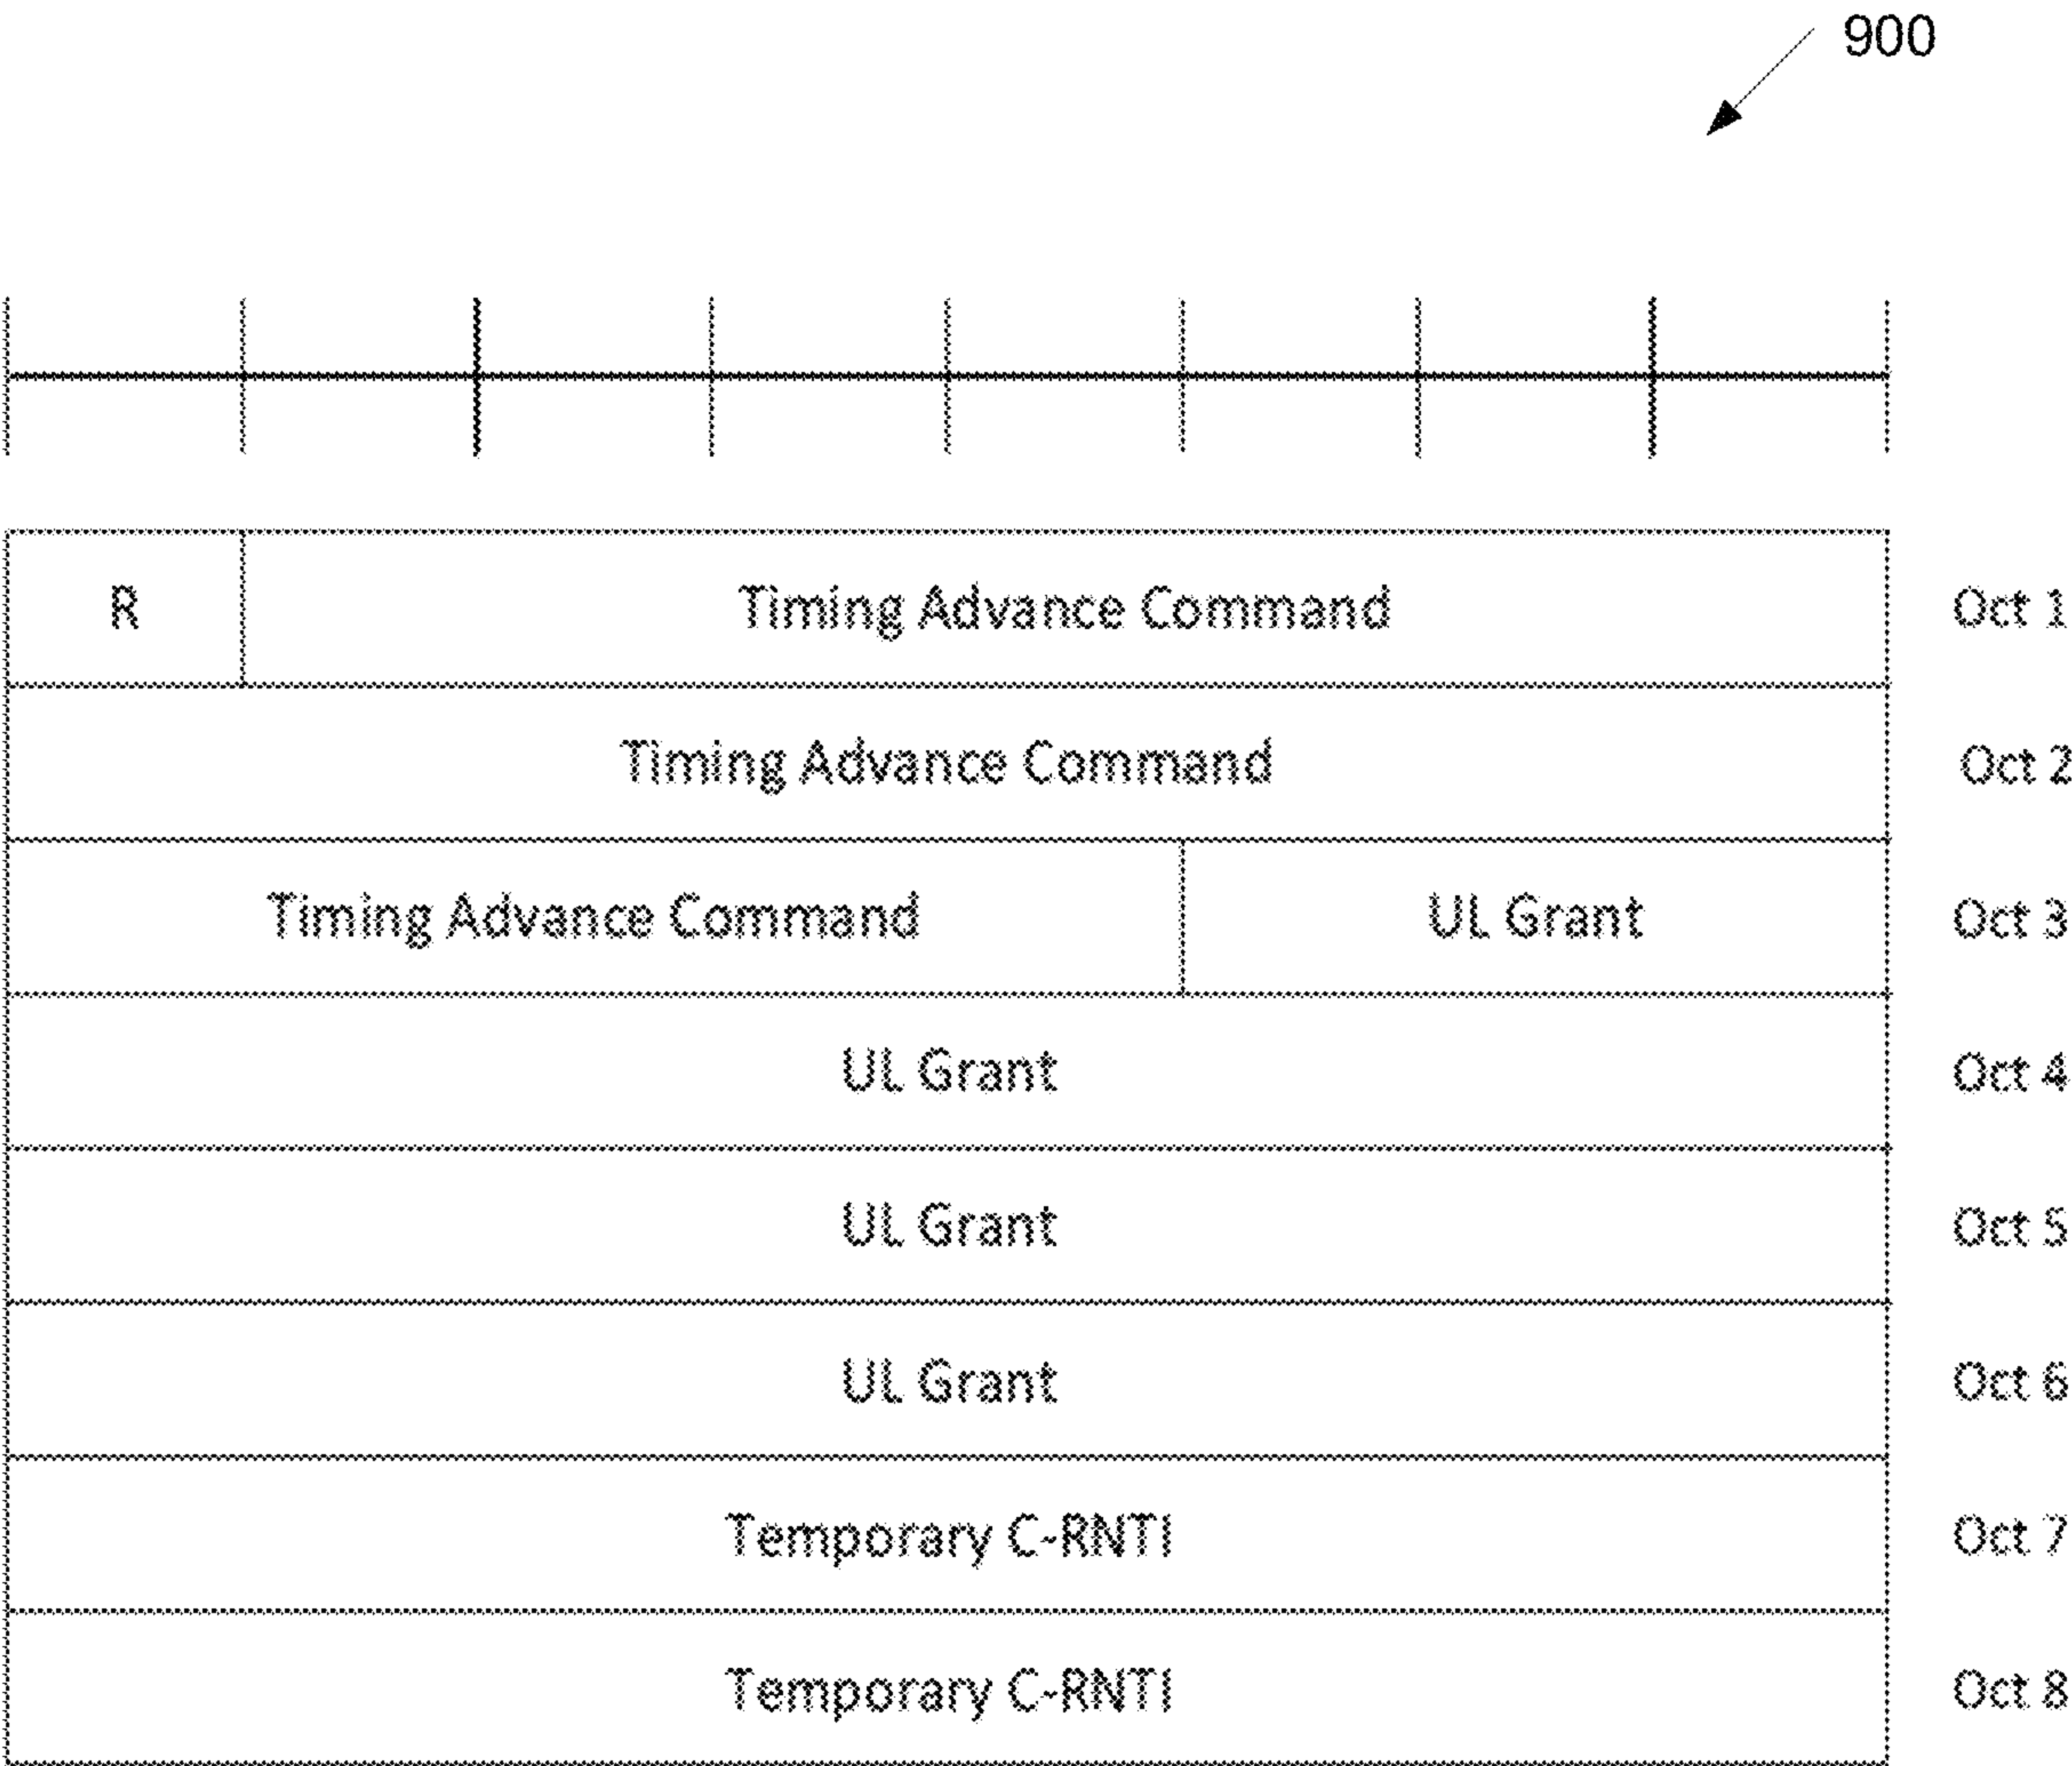 900
R Timing Advance Command Oct 1
Timing Advance Command Oct 2
Timing Advance Command UL Grant Oct 3
UL Grant Oct 4
UL Grant Oct 5
UL Grant Oct 6
Temporary C-RNTI Oct 7
Temporary C-RNTI Oct 8